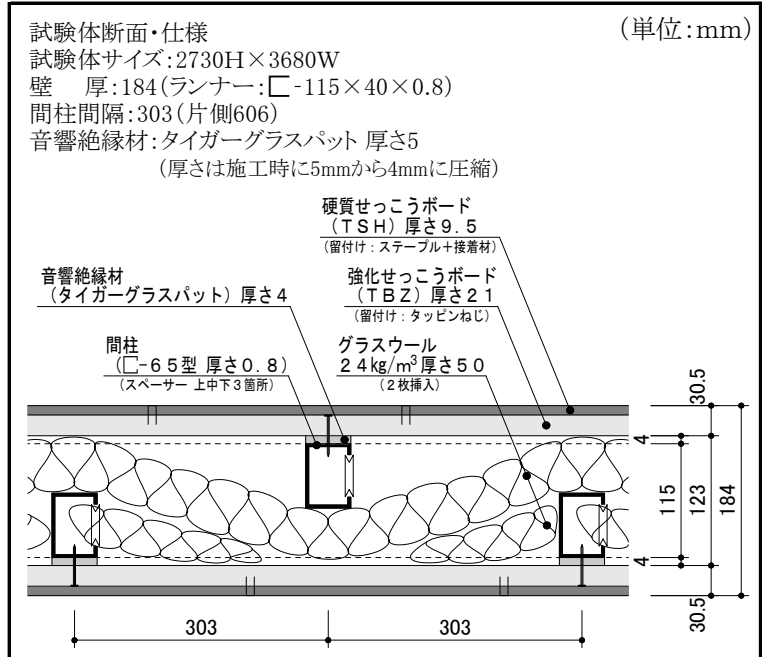 試験体断面・仕様
(単位:mm)
試験体サイズ:2730H×3680W
壁　厚:184(ランナー:⊏-115×40×0.8)
間柱間隔:303(片側606)
音響絶縁材:タイガーグラスパット 厚さ5
(厚さは施工時に5mmから4mmに圧縮)
硬質せっこうボード
(TSH)厚さ9.5
(留付け:ステープル+接着材)
音響絶縁材
(タイガーグラスパット)厚さ4
強化せっこうボード
(TBZ)厚さ21
(留付け:タッピンねじ)
間柱
(⊏-65型 厚さ0.8)
(スペーサー 上中下3箇所)
グラスウール
24kg/m³厚さ50
(2枚挿入)
30.5
4
115
123
184
4
30.5
303
303